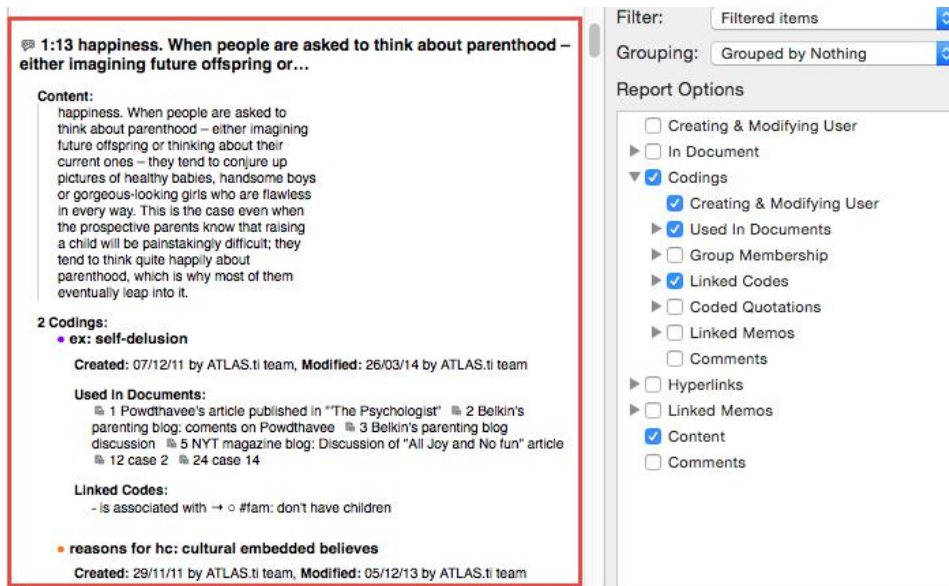 1:13 happiness. When people are asked to think about parenthood –
either imagining future offspring or…
Content:
happiness. When people are asked to
think about parenthood – either imagining
future offspring or thinking about their
current ones – they tend to conjure up
pictures of healthy babies, handsome boys
or gorgeous-looking girls who are flawless
in every way. This is the case even when
the prospective parents know that raising
a child will be painstakingly difficult; they
tend to think quite happily about
parenthood, which is why most of them
eventually leap into it.
2 Codings:
• ex: self-delusion
Created: 07/12/11 by ATLAS.ti team, Modified: 26/03/14 by ATLAS.ti team
Used In Documents:
1 Powdthavee's article published in "'The Psychologist" 2 Belkin's
parenting blog: coments on Powdthavee 3 Belkin's parenting blog
discussion 5 NYT magazine blog: Discussion of "All Joy and No fun" article
12 case 2 24 case 14
Linked Codes:
- is associated with → ○ #fam: don't have children
• reasons for hc: cultural embedded believes
Created: 29/11/11 by ATLAS.ti team, Modified: 05/12/13 by ATLAS.ti team
Filter: Filtered items
Grouping: Grouped by Nothing
Report Options
Creating & Modifying User
In Document
Codings
Creating & Modifying User
Used In Documents
Group Membership
Linked Codes
Coded Quotations
Linked Memos
Comments
Hyperlinks
Linked Memos
Content
Comments